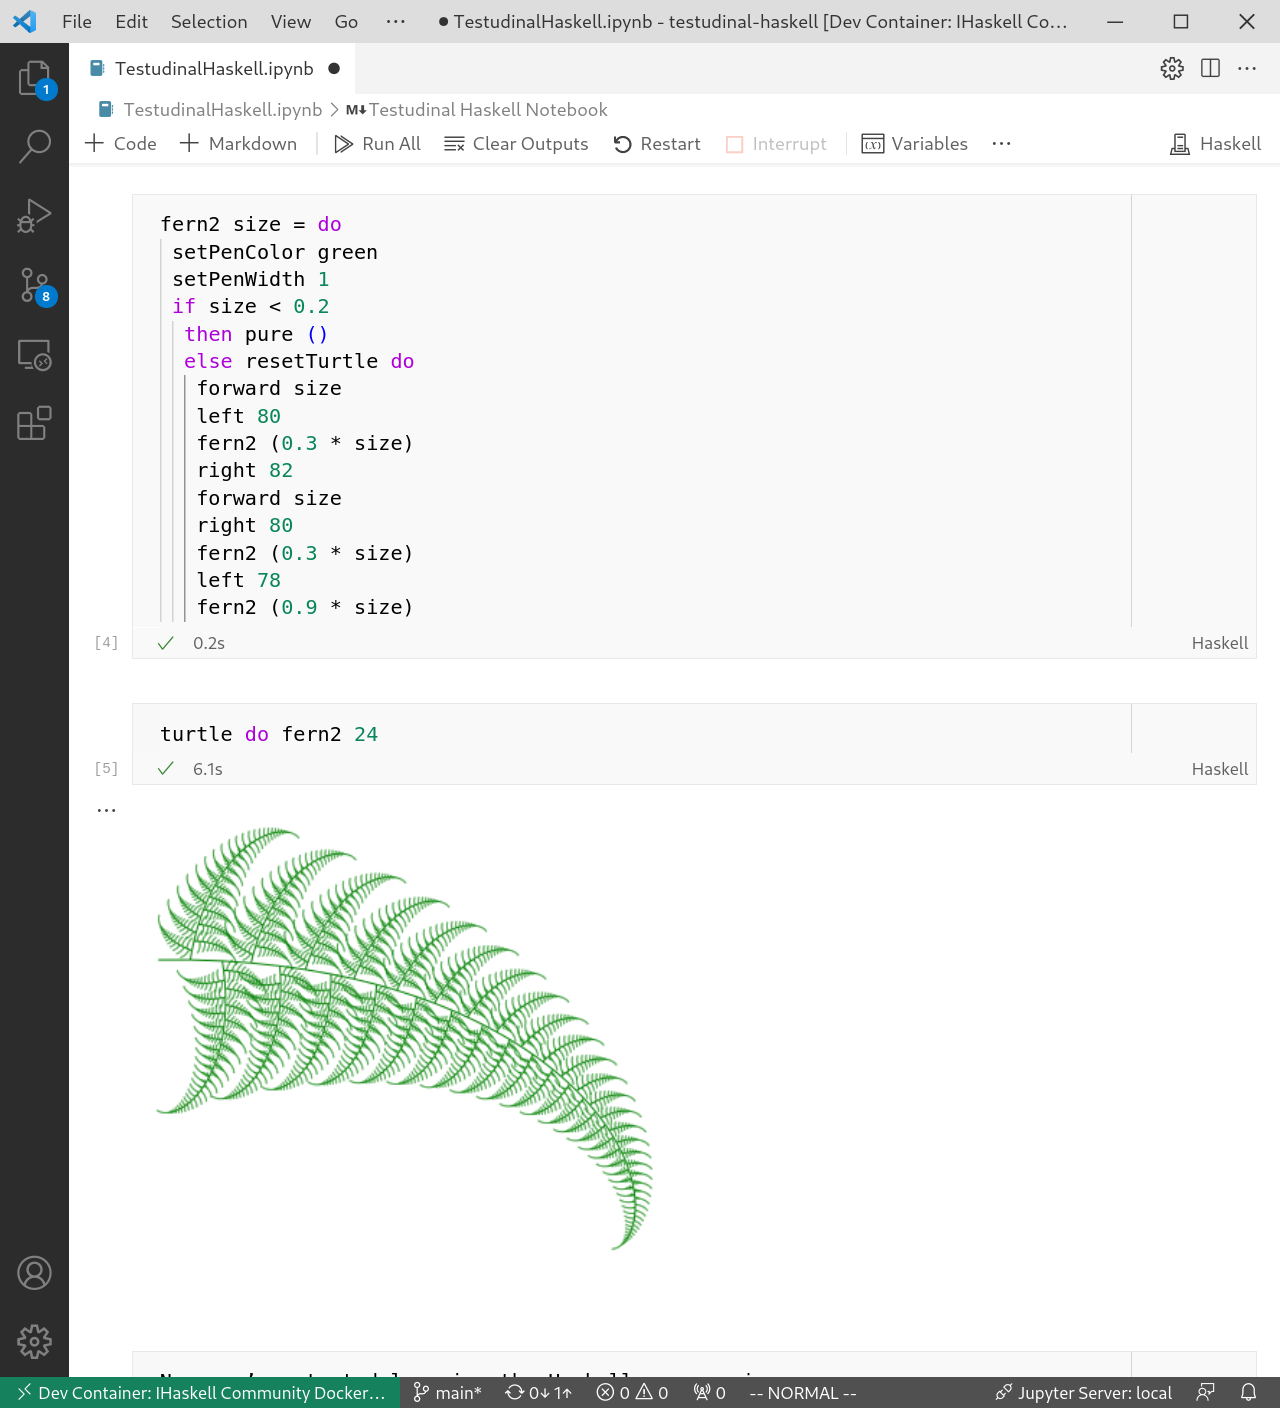 File Edit Selection View Go ··· ● TestudinalHaskell.ipynb - testudinal-haskell [Dev Container: IHaskell Co…
TestudinalHaskell.ipynb ●
TestudinalHaskell.ipynb > M↓ Testudinal Haskell Notebook
+ Code + Markdown Run All Clear Outputs Restart Interrupt (x) Variables ··· Haskell
1
8
fern2 size = do
setPenColor green
setPenWidth 1
if size < 0.2
then pure ()
else resetTurtle do
forward size
left 80
fern2 (0.3 * size)
right 82
forward size
right 80
fern2 (0.3 * size)
left 78
fern2 (0.9 * size)
[4] ✓ 0.2s Haskell
turtle do fern2 24
[5] ✓ 6.1s Haskell
···
Dev Container: IHaskell Community Docker… main* 0↓ 1↑ 0 0 0 -- NORMAL -- Jupyter Server: local